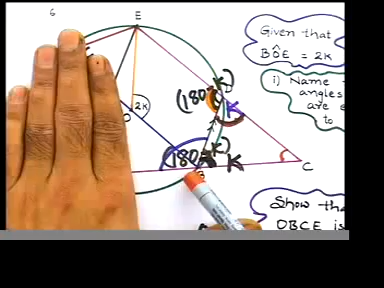 6
E
Given that
BÔE = 2K
K)
(180-
D
i) Name
angles
are e
to
K
2K
O
(180-K)
K
C
B
Show tha
OBCE is